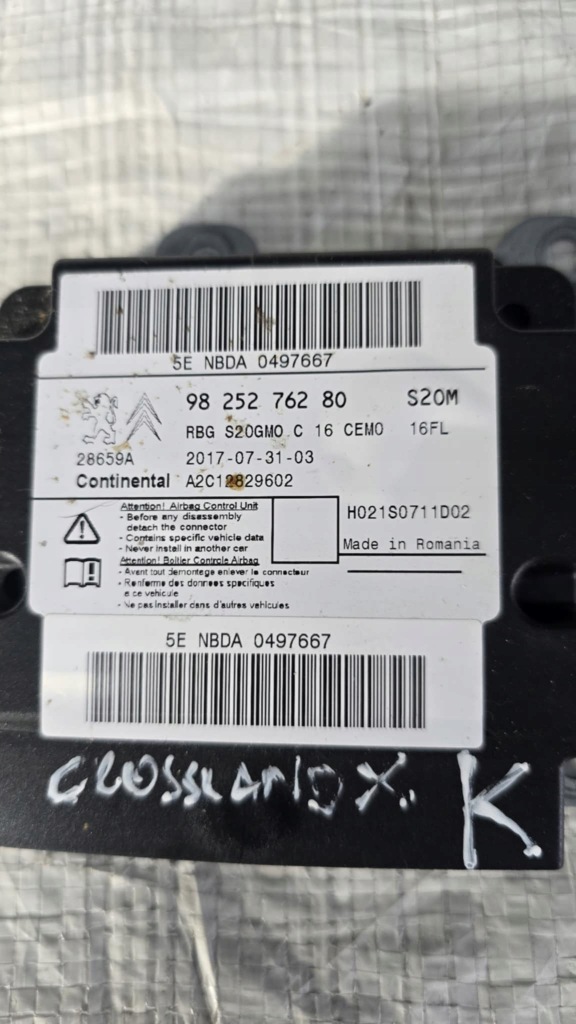 5E NBDA 0497667
98 252 762 80 S20M
RBG S20GMO C 16 CEMO 16FL
28659A 2017-07-31-03
Continental A2C12829602
Attention! Airbag Control Unit
- Before any disassembly
detach the connector
- Contains specific vehicle data
- Never install in another car
Attention! Boitier Controle Airbag
- Avant tout demontage enlever le connecteur
- Renferme des donnees specifiques
a ce vehicule
- Ne pas installer dans d'autres vehicules
H021S0711D02
Made in Romania
5E NBDA 0497667
CROSSLAND X.
K